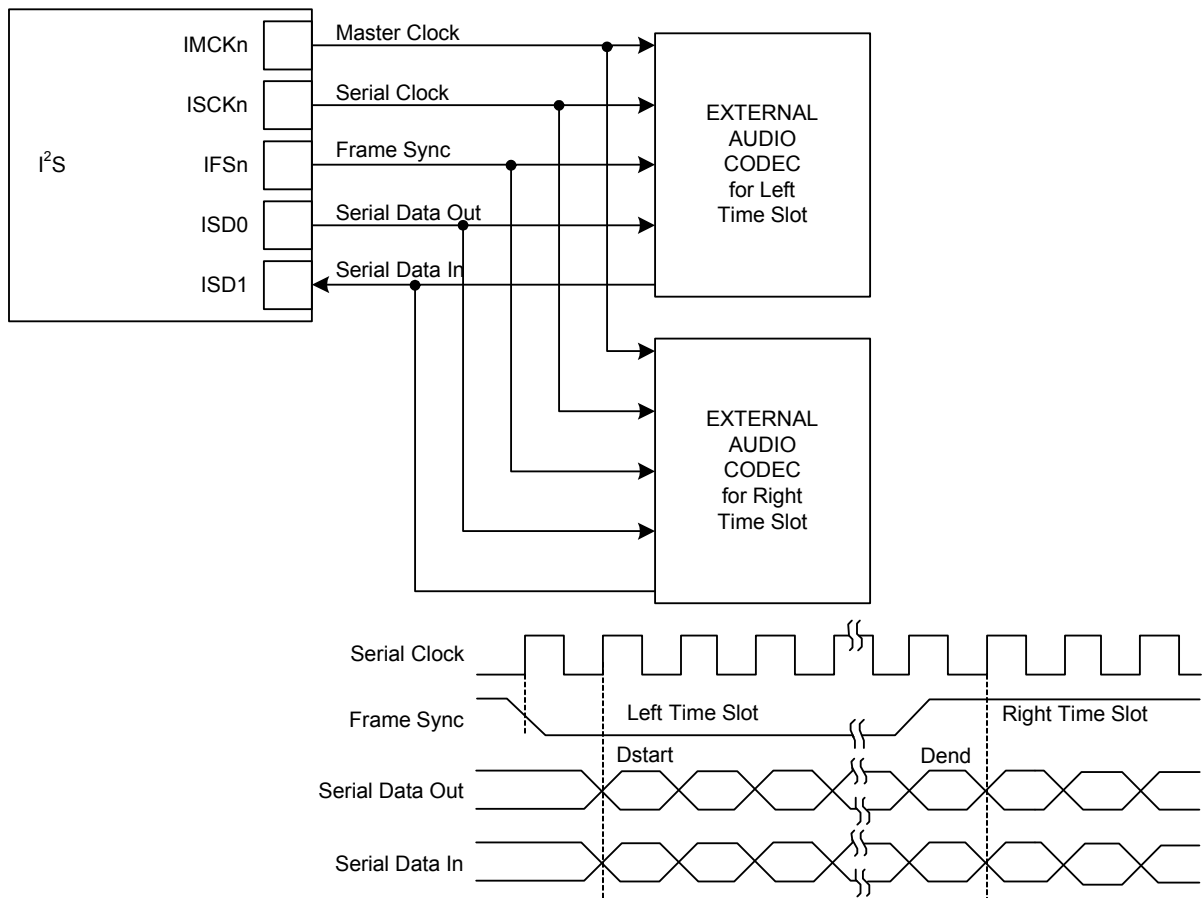 IMCKn
Master Clock
ISCKn
Serial Clock
I²S
IFSn
Frame Sync
ISD0
Serial Data Out
ISD1
Serial Data In
EXTERNAL
AUDIO
CODEC
for Left
Time Slot
EXTERNAL
AUDIO
CODEC
for Right
Time Slot
Serial Clock
Frame Sync
Left Time Slot
Right Time Slot
Dstart
Dend
Serial Data Out
Serial Data In